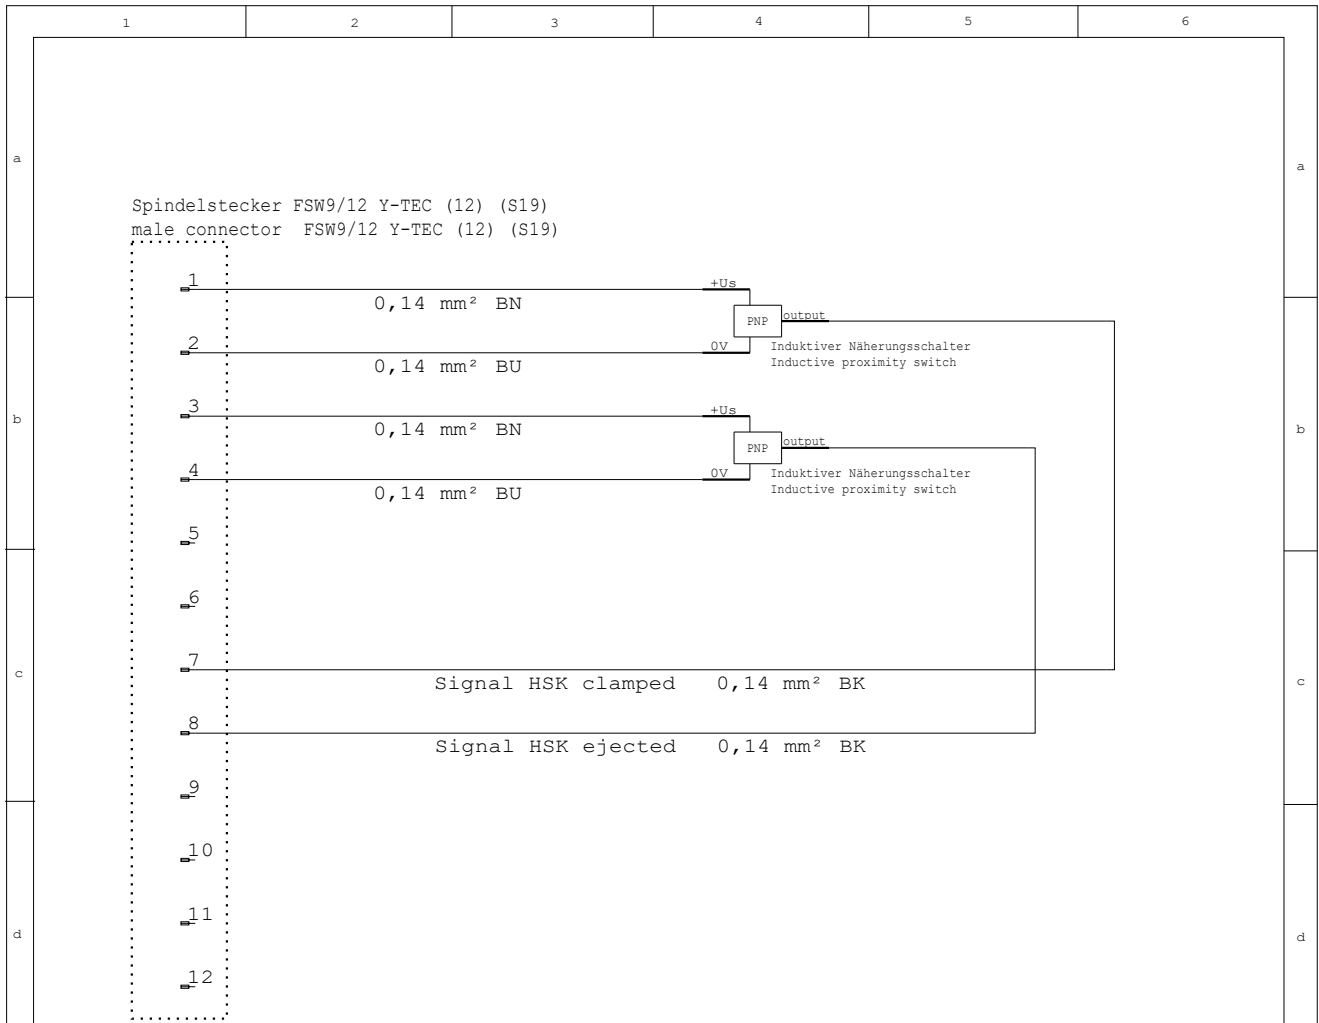 1 2 3 4 5 6
a a
Spindelstecker FSW9/12 Y-TEC (12) (S19)
male connector  FSW9/12 Y-TEC (12) (S19)
1 +Us
0,14 mm² BN
PNP output
2 0V Induktiver Näherungsschalter
0,14 mm² BU Inductive proximity switch
3 +Us
b 0,14 mm² BN b
PNP output
4 0V Induktiver Näherungsschalter
0,14 mm² BU Inductive proximity switch
5
6
7
c Signal HSK clamped 0,14 mm² BK c
8
Signal HSK ejected 0,14 mm² BK
9
10
11
d d
12